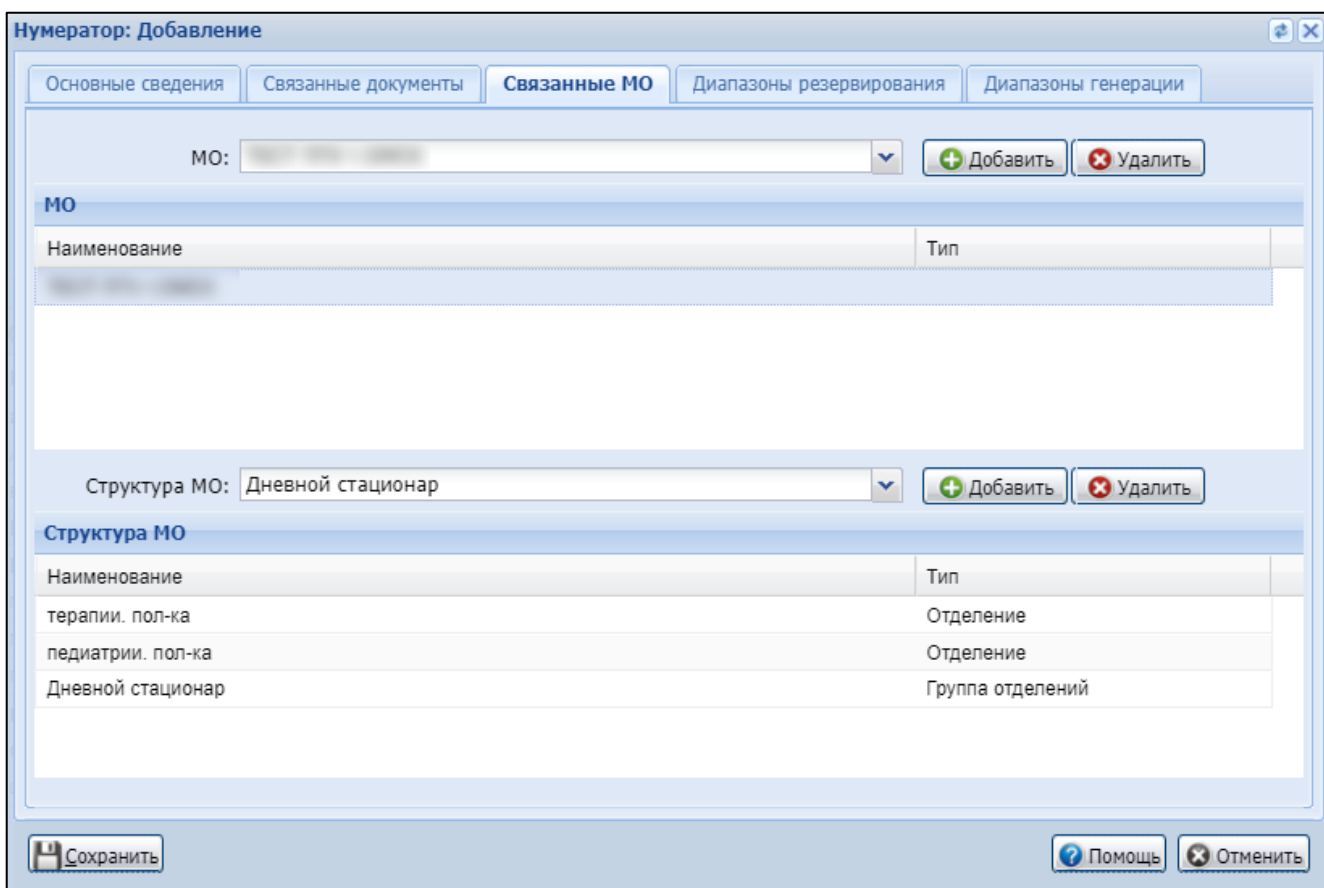 Нумератор: Добавление
Основные сведения Связанные документы Связанные МО Диапазоны резервирования Диапазоны генерации
МО: Добавить Удалить
МО
Наименование Тип
Структура МО: Дневной стационар Добавить Удалить
Структура МО
Наименование Тип
терапии. пол-ка Отделение
педиатрии. пол-ка Отделение
Дневной стационар Группа отделений
Сохранить Помощь Отменить